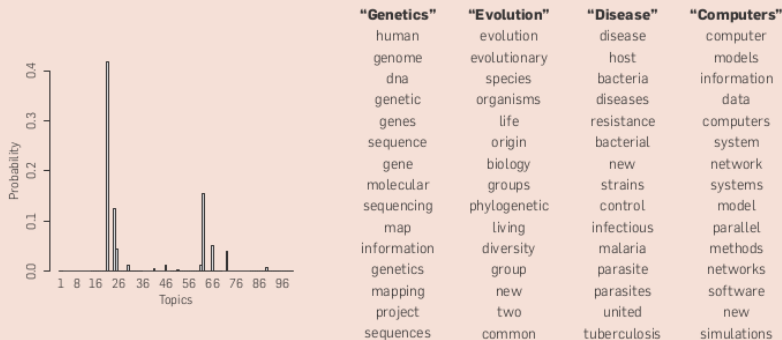 “Genetics” “Evolution” “Disease” “Computers”
human evolution disease computer
genome evolutionary host models
dna species bacteria information
genetic organisms diseases data
genes life resistance computers
sequence origin bacterial system
gene biology new network
molecular groups strains systems
sequencing phylogenetic control model
map living infectious parallel
information diversity malaria methods
genetics group parasite networks
mapping new parasites software
project two united new
sequences common tuberculosis simulations
Probability
0.4
0.3
0.2
0.1
0.0
1 8 16 26 36 46 56 66 76 86 96
Topics